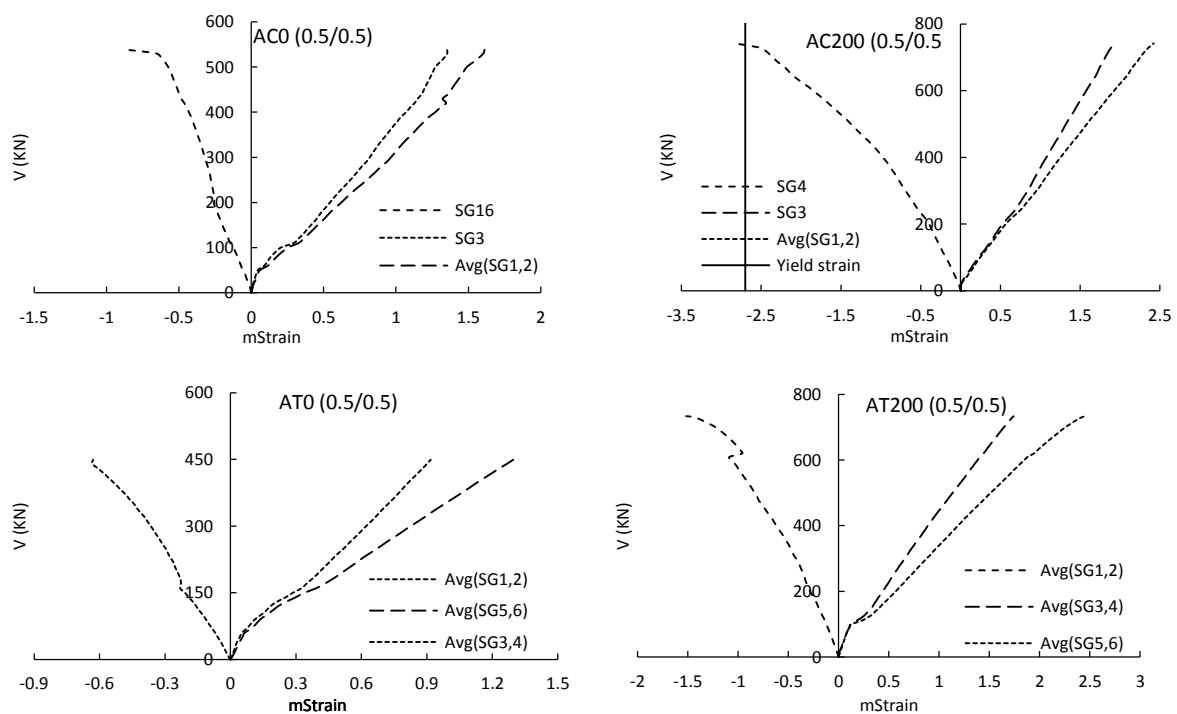 AC0 (0.5/0.5)
V (KN)
600
500
400
300
200
100
0
SG16
SG3
Avg(SG1,2)
-1.5 -1 -0.5 0 0.5 1 1.5 2
mStrain
AC200 (0.5/0.5
V (KN)
800
600
400
200
0
SG4
SG3
Avg(SG1,2)
Yield strain
-3.5 -2.5 -1.5 -0.5 0.5 1.5 2.5
mStrain
AT0 (0.5/0.5)
V (KN)
600
450
300
150
0
Avg(SG1,2)
Avg(SG5,6)
Avg(SG3,4)
-0.9 -0.6 -0.3 0 0.3 0.6 0.9 1.2 1.5
mStrain
AT200 (0.5/0.5)
V (KN)
800
600
400
200
0
Avg(SG1,2)
Avg(SG3,4)
Avg(SG5,6)
-2 -1.5 -1 -0.5 0 0.5 1 1.5 2 2.5 3
mStrain